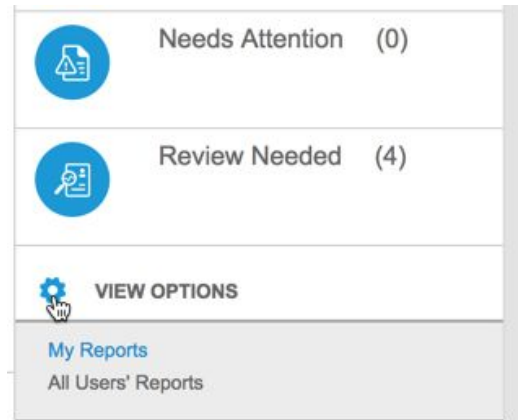 Needs Attention (0)
Review Needed (4)
VIEW OPTIONS
My Reports
All Users' Reports